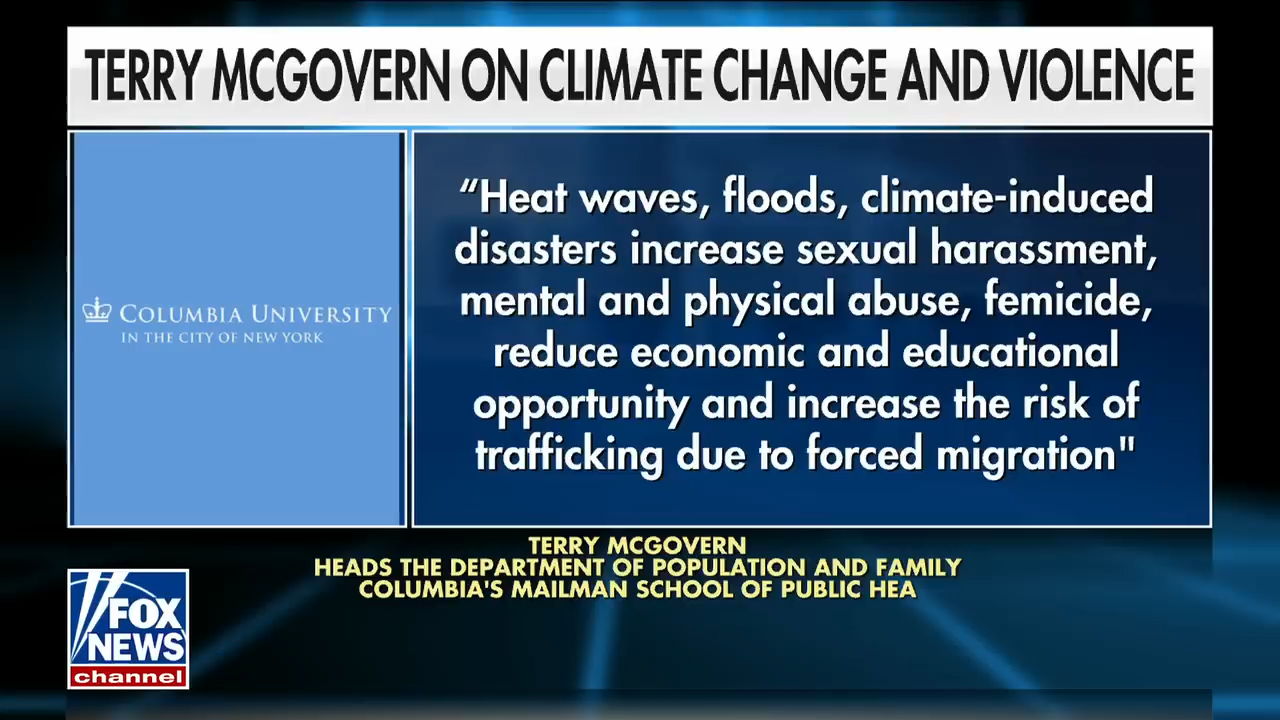 TERRY MCGOVERN ON CLIMATE CHANGE AND VIOLENCE
COLUMBIA UNIVERSITY
IN THE CITY OF NEW YORK
“Heat waves, floods, climate-induced
disasters increase sexual harassment,
mental and physical abuse, femicide,
reduce economic and educational
opportunity and increase the risk of
trafficking due to forced migration"
TERRY MCGOVERN
HEADS THE DEPARTMENT OF POPULATION AND FAMILY
COLUMBIA'S MAILMAN SCHOOL OF PUBLIC HEA
FOX
NEWS
channel